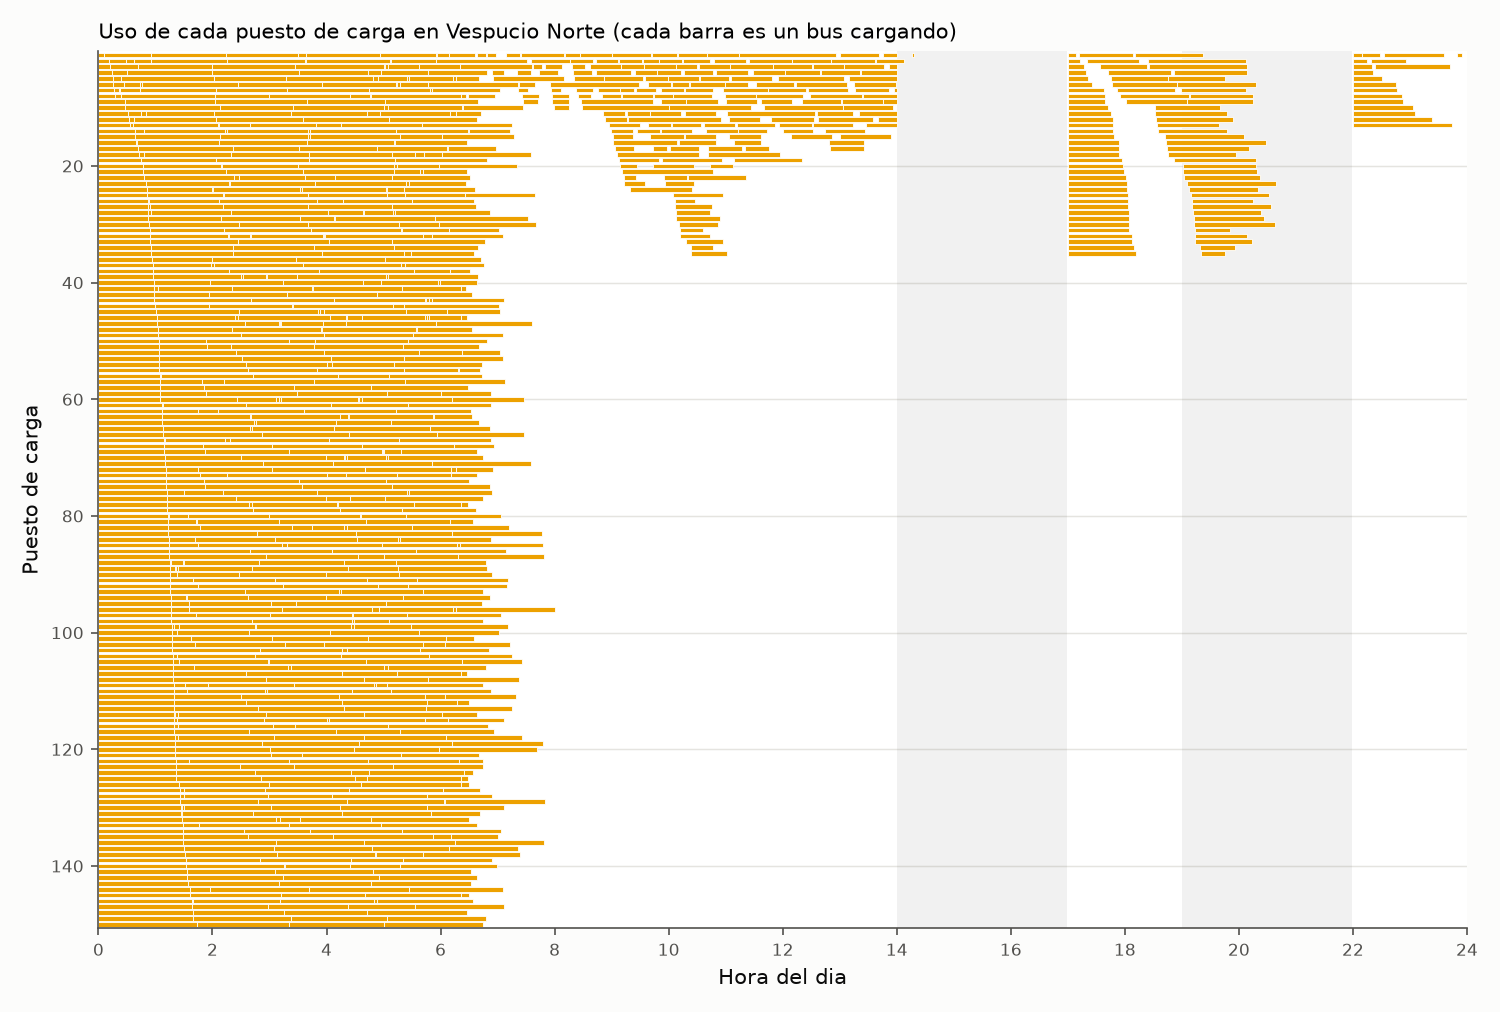 Uso de cada puesto de carga en Vespucio Norte (cada barra es un bus cargando)
Puesto de carga
20
40
60
80
100
120
140
0 2 4 6 8 10 12 14 16 18 20 22 24
Hora del dia